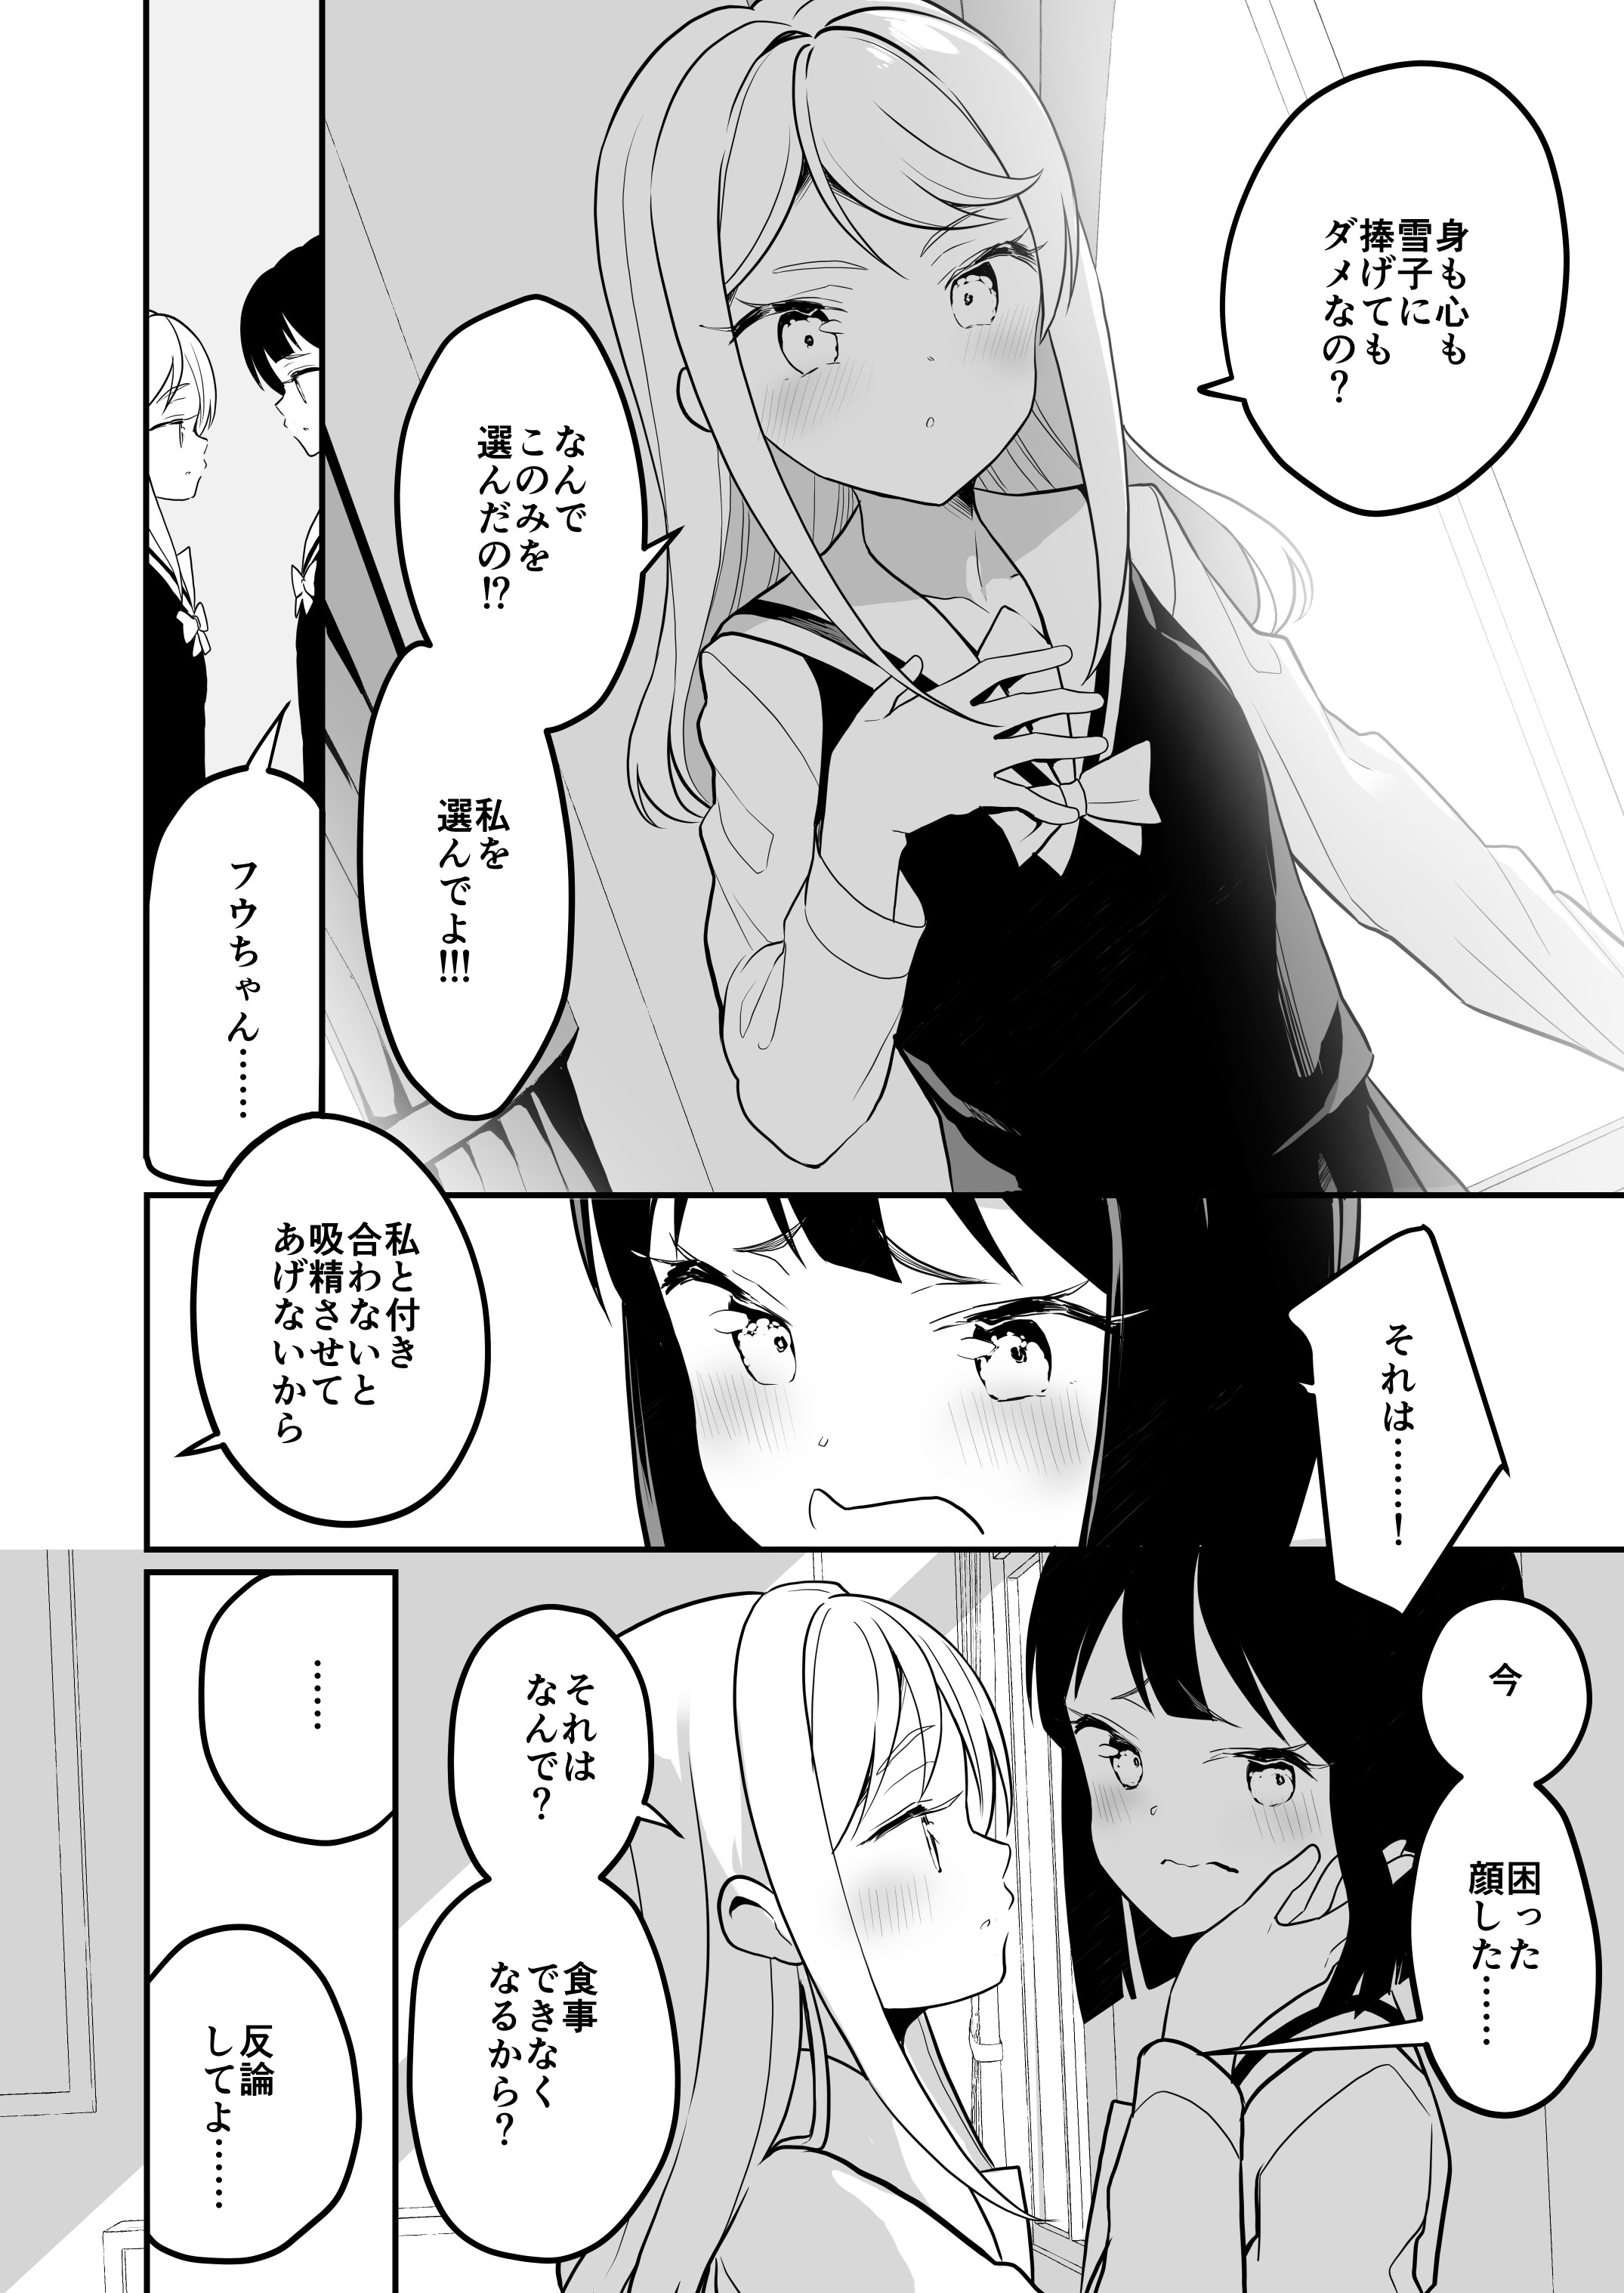 身も心も
雪子に
捧げても
ダメなの?
なんで
このみを
選んだの!?
私を
選んでよ!!!
フウちゃん……
それは……!
私と付き
合わないと
吸精させて
あげないから
今
困った
顔した……
それは
なんで?
食事
できなく
なるから?
……
反論
してよ……